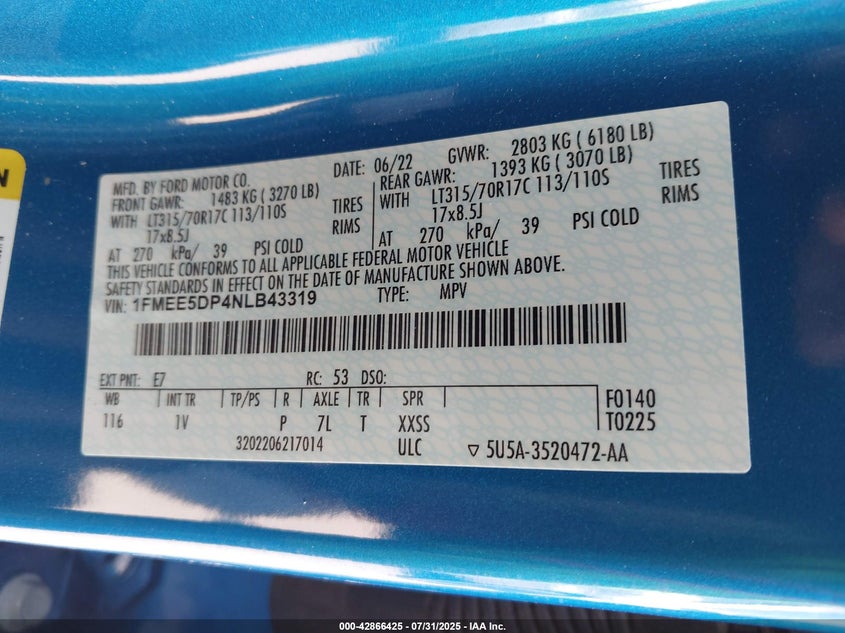 N
MFD. BY FORD MOTOR CO. DATE: 06/22 GVWR: 2803 KG ( 6180 LB)
FRONT GAWR: 1483 KG ( 3270 LB) REAR GAWR: 1393 KG ( 3070 LB)
WITH LT315/70R17C 113/110S TIRES WITH LT315/70R17C 113/110S TIRES
17x8.5J RIMS 17x8.5J RIMS
AT 270 kPa/ 39 PSI COLD AT 270 kPa/ 39 PSI COLD
THIS VEHICLE CONFORMS TO ALL APPLICABLE FEDERAL MOTOR VEHICLE
SAFETY STANDARDS IN EFFECT ON THE DATE OF MANUFACTURE SHOWN ABOVE.
VIN: 1FMEE5DP4NLB43319 TYPE: MPV
EXT PNT: E7 RC: 53 DSO:
WB INT TR TP/PS R AXLE TR SPR F0140
116 1V P 7L T XXSS T0225
3202206217014 ULC ▽ 5U5A-3520472-AA
000-42866425 - 07/31/2025 - IAA Inc.